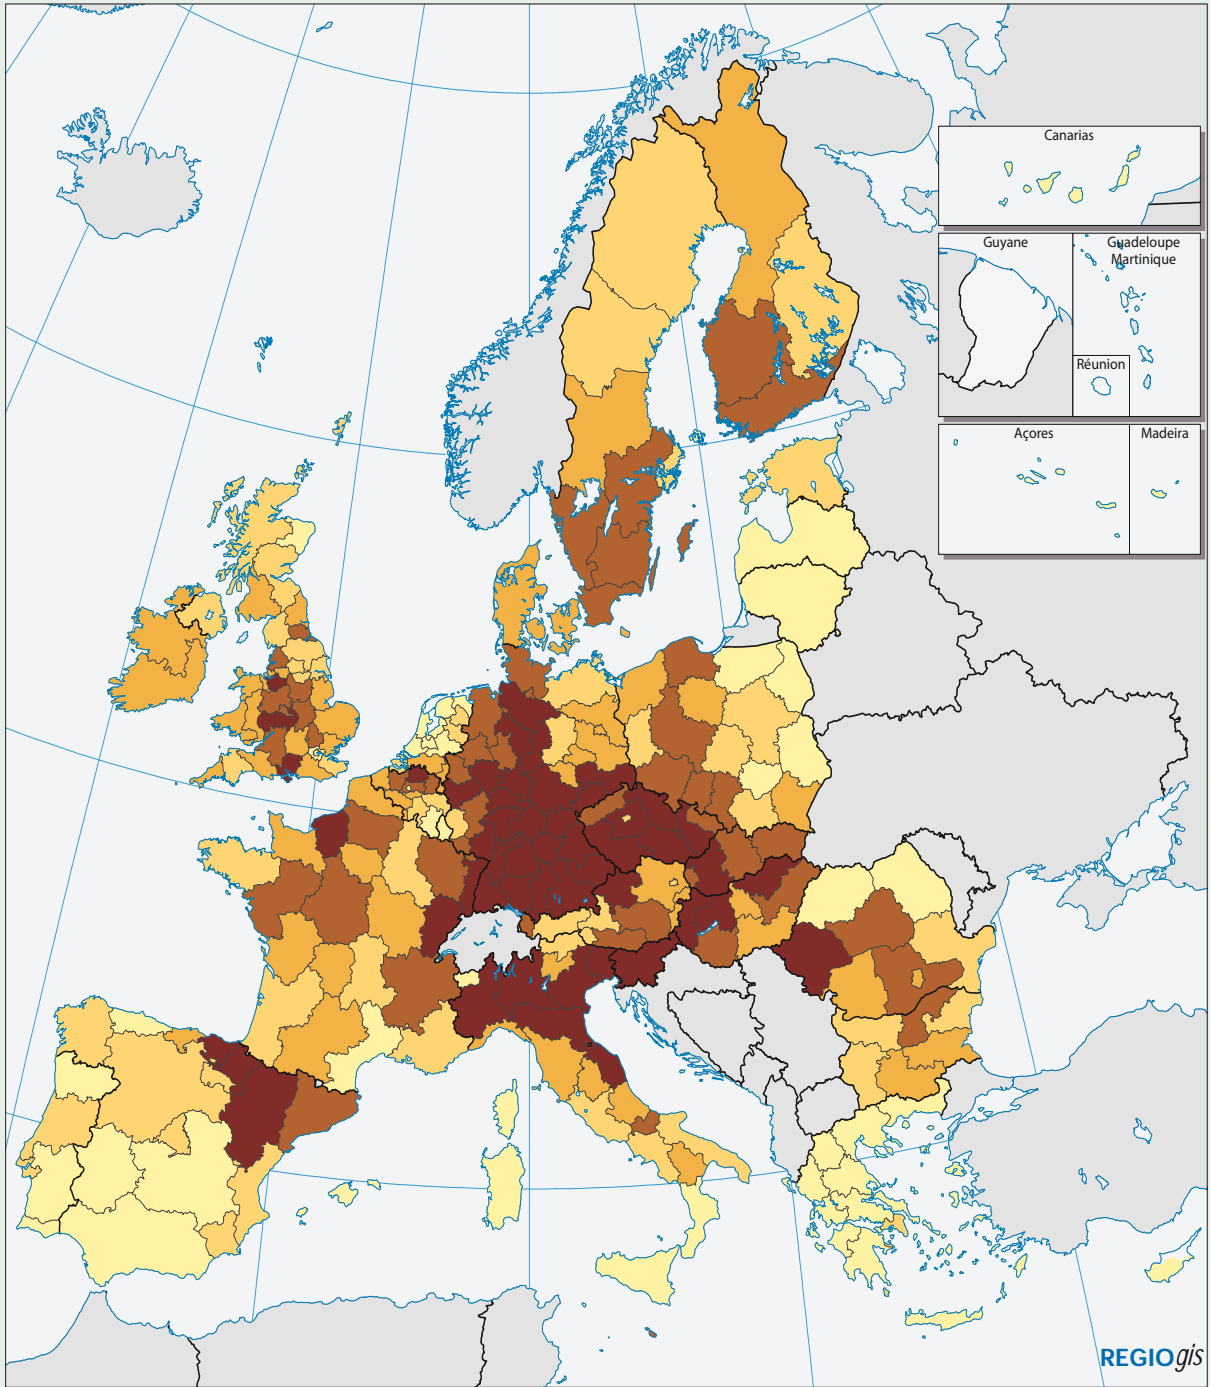 Canarias
Guyane
Guadeloupe
Martinique
Réunion
Açores
Madeira
REGIOgis